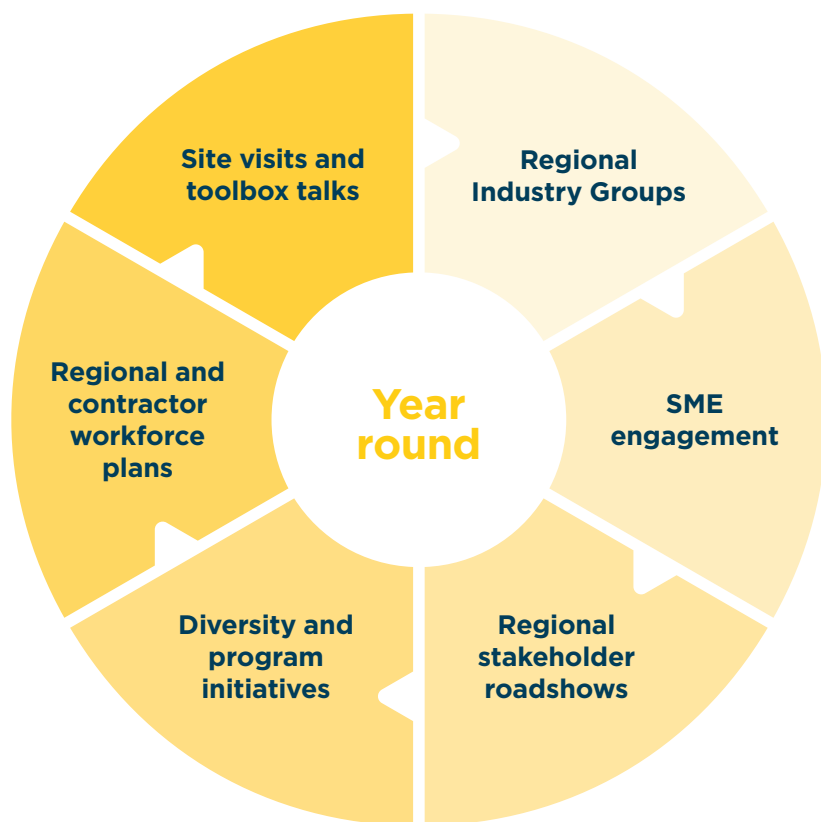 Site visits and
toolbox talks
Regional
Industry Groups
SME
engagement
Regional
stakeholder
roadshows
Diversity and
program
initiatives
Regional and
contractor
workforce
plans
Year
round